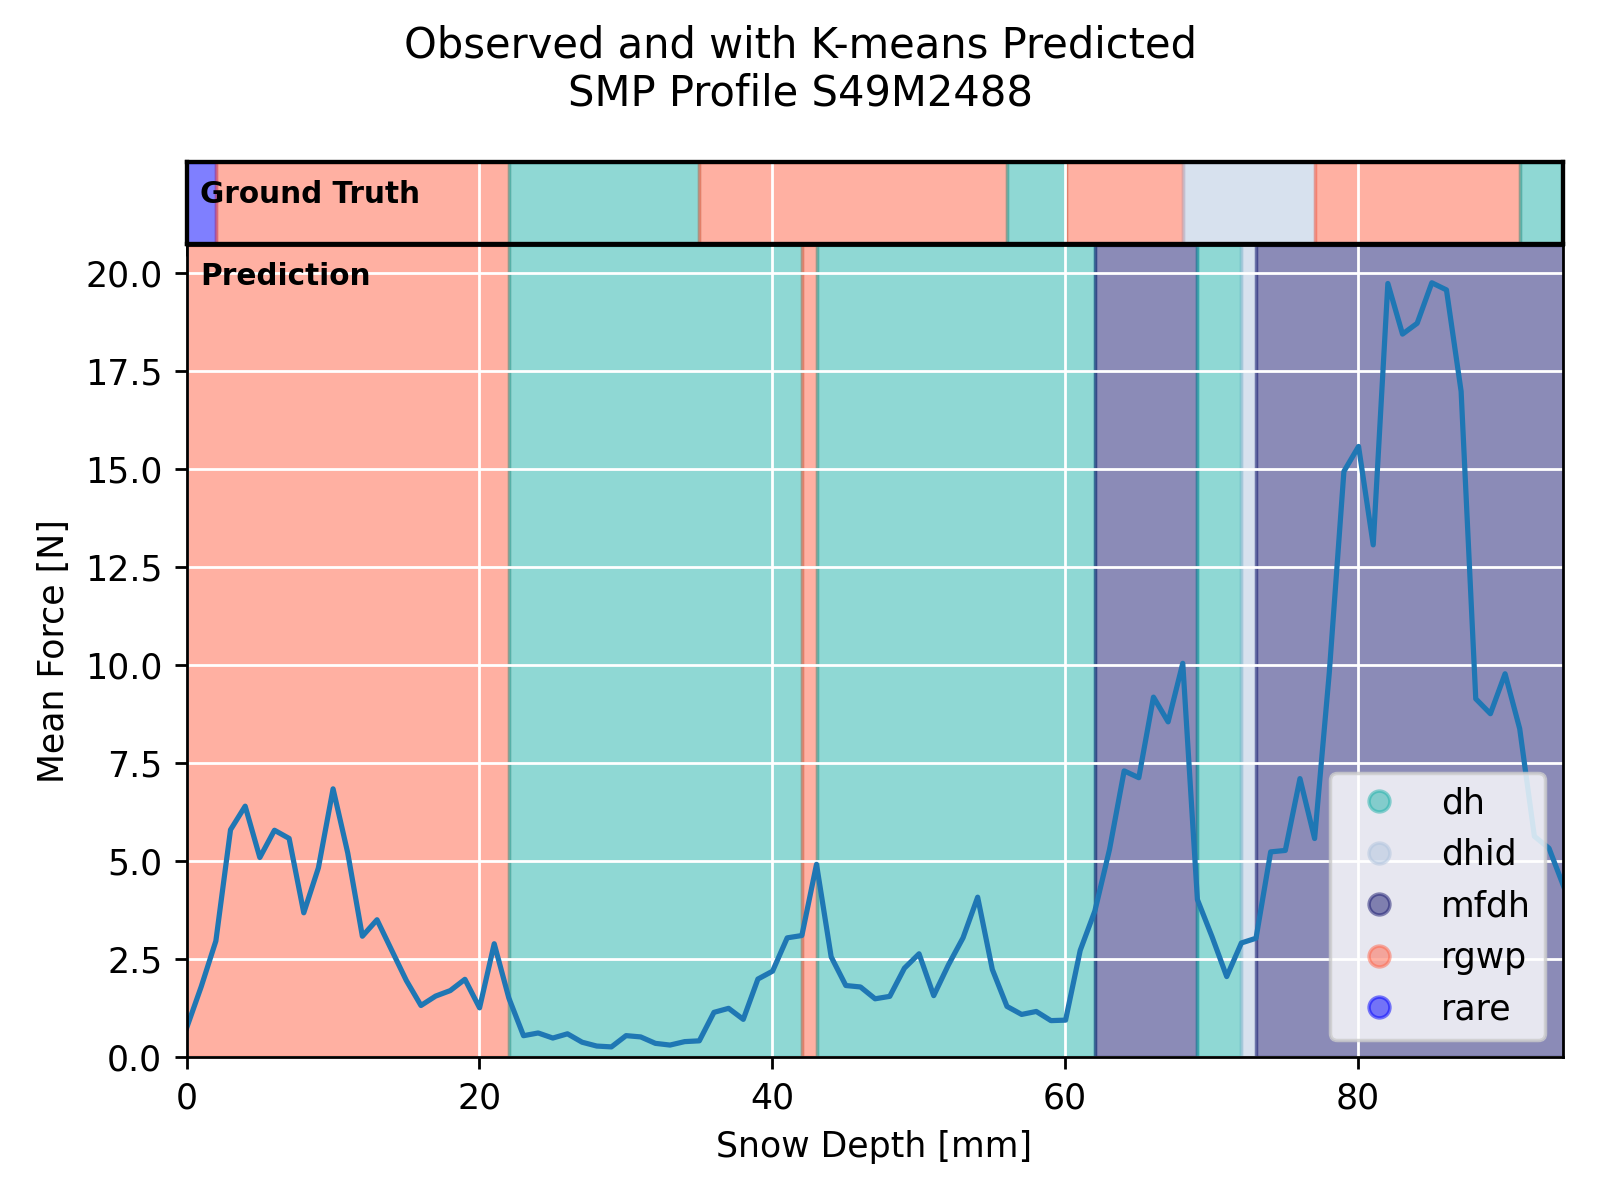 Observed and with K-means Predicted
SMP Profile S49M2488
Ground Truth
Prediction
20.0
17.5
15.0
12.5
10.0
7.5
5.0
2.5
0.0
Mean Force [N]
dh
dhid
mfdh
rgwp
rare
0 20 40 60 80
Snow Depth [mm]